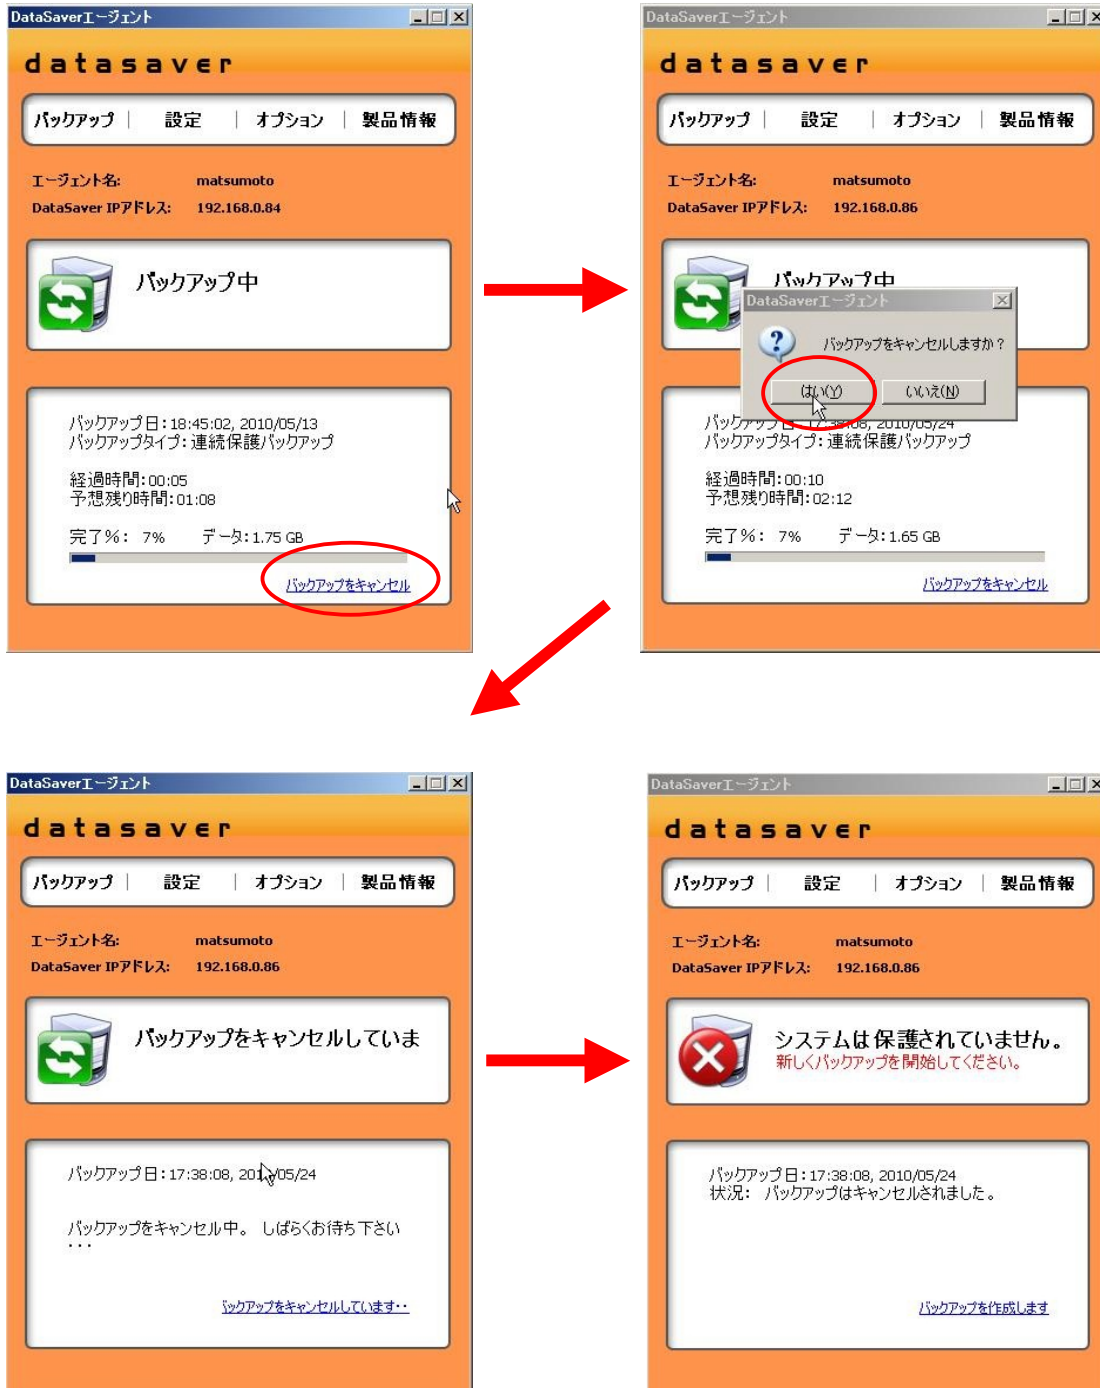 DataSaverエージェント
datasaver
バックアップ | 設定 | オプション | 製品情報
エージェント名: matsumoto
DataSaver IPアドレス: 192.168.0.84
バックアップ中
バックアップ日:18:45:02, 2010/05/13
バックアップタイプ:連続保護バックアップ
経過時間:00:05
予想残り時間:01:08
完了%: 7% データ:1.75 GB
バックアップをキャンセル
DataSaverエージェント
datasaver
バックアップ | 設定 | オプション | 製品情報
エージェント名: matsumoto
DataSaver IPアドレス: 192.168.0.86
バックアップ中
DataSaverエージェント
バックアップをキャンセルしますか?
はい(Y) いいえ(N)
バックアップ日:17:38:08, 2010/05/24
バックアップタイプ:連続保護バックアップ
経過時間:00:10
予想残り時間:02:12
完了%: 7% データ:1.65 GB
バックアップをキャンセル
DataSaverエージェント
datasaver
バックアップ | 設定 | オプション | 製品情報
エージェント名: matsumoto
DataSaver IPアドレス: 192.168.0.86
バックアップをキャンセルしていま
バックアップ日:17:38:08, 2010/05/24
バックアップをキャンセル中。 しばらくお待ち下さい
・・・
バックアップをキャンセルしています・・
DataSaverエージェント
datasaver
バックアップ | 設定 | オプション | 製品情報
エージェント名: matsumoto
DataSaver IPアドレス: 192.168.0.86
システムは保護されていません。
新しくバックアップを開始してください。
バックアップ日:17:38:08, 2010/05/24
状況: バックアップはキャンセルされました。
バックアップを作成します